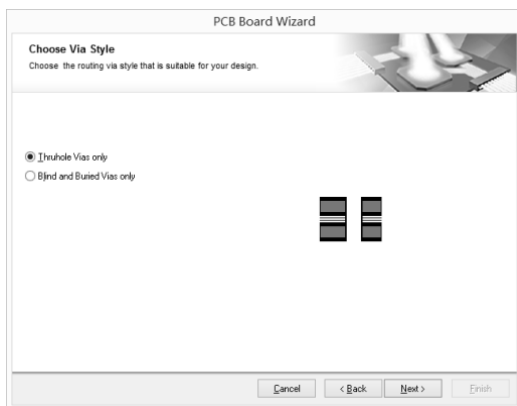 PCB Board Wizard
Choose Via Style
Choose the routing via style that is suitable for your design.
Thruhole Vias only
Blind and Buried Vias only
Cancel
< Back
Next >
Finish